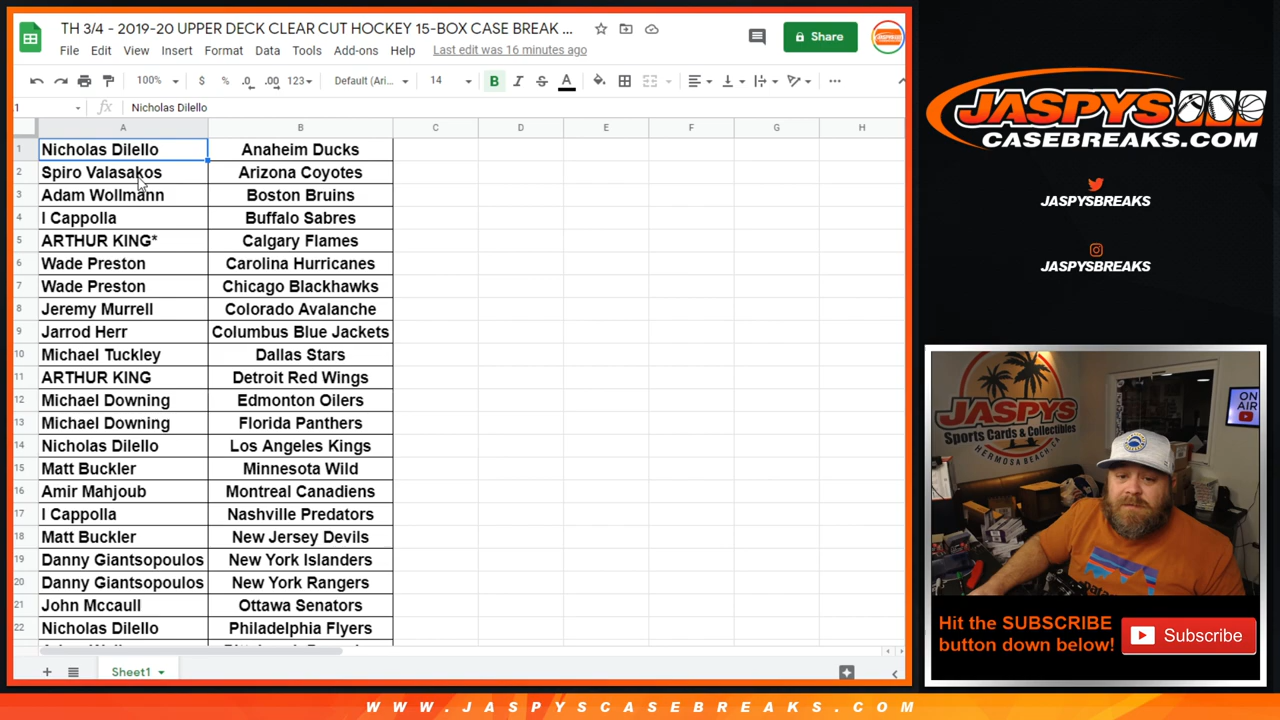 TH 3/4 - 2019-20 UPPER DECK CLEAR CUT HOCKEY 15-BOX CASE BREAK ...
File Edit View Insert Format Data Tools Add-ons Help Last edit was 16 minutes ago
Share
100% $ % .0 .00 123 Default (Ari... 14 B I S A
1 fx Nicholas Dilello
A B C D E F G H
1 Nicholas Dilello Anaheim Ducks
2 Spiro Valasakos Arizona Coyotes
3 Adam Wollmann Boston Bruins
4 I Cappolla Buffalo Sabres
5 ARTHUR KING* Calgary Flames
6 Wade Preston Carolina Hurricanes
7 Wade Preston Chicago Blackhawks
8 Jeremy Murrell Colorado Avalanche
9 Jarrod Herr Columbus Blue Jackets
10 Michael Tuckley Dallas Stars
11 ARTHUR KING Detroit Red Wings
12 Michael Downing Edmonton Oilers
13 Michael Downing Florida Panthers
14 Nicholas Dilello Los Angeles Kings
15 Matt Buckler Minnesota Wild
16 Amir Mahjoub Montreal Canadiens
17 I Cappolla Nashville Predators
18 Matt Buckler New Jersey Devils
19 Danny Giantsopoulos New York Islanders
20 Danny Giantsopoulos New York Rangers
21 John Mccaull Ottawa Senators
22 Nicholas Dilello Philadelphia Flyers
Sheet1
JASPYS
CASEBREAKS.COM
JASPYSBREAKS
JASPYSBREAKS
JASPYS
Sports Cards & Collectibles
HERMOSA BEACH, CA
ON
AIR
Hit the SUBSCRIBE
button down below!
Subscribe
WWW.JASPYSCASEBREAKS.COM